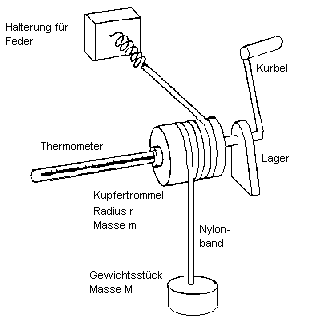 Halterung für
Feder
Kurbel
Thermometer
Lager
Kupfertrommel
Radius r
Masse m
Nylon-
band
Gewichtsstück
Masse M